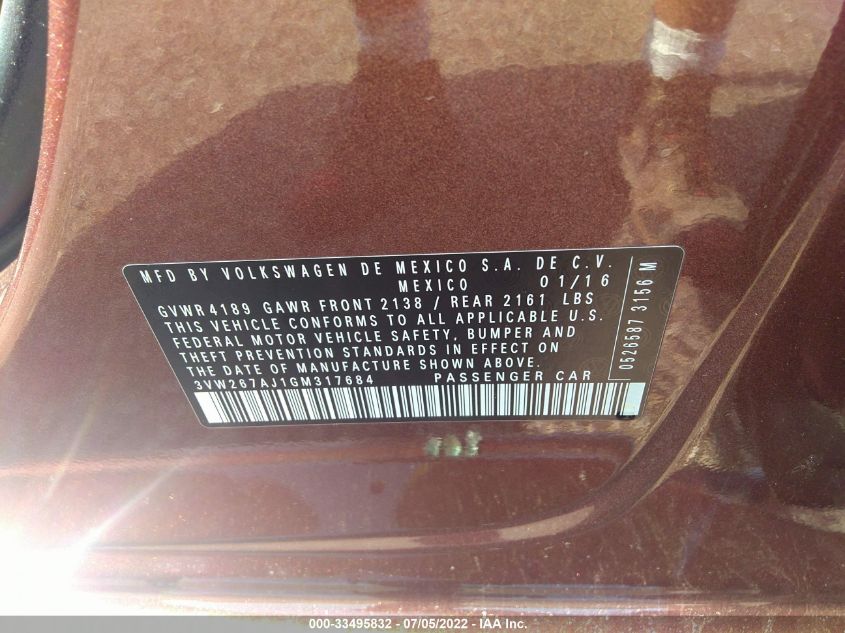 MFD BY VOLKSWAGEN DE MEXICO S.A. DE C.V.
MEXICO 01/16
GVWR 4189 GAWR FRONT 2138 / REAR 2161 LBS
THIS VEHICLE CONFORMS TO ALL APPLICABLE U.S.
FEDERAL MOTOR VEHICLE SAFETY, BUMPER AND
THEFT PREVENTION STANDARDS IN EFFECT ON
THE DATE OF MANUFACTURE SHOWN ABOVE.
3VW267AJ1GM317684 PASSENGER CAR
0526587 3156 M
000-33495832 - 07/05/2022 - IAA Inc.